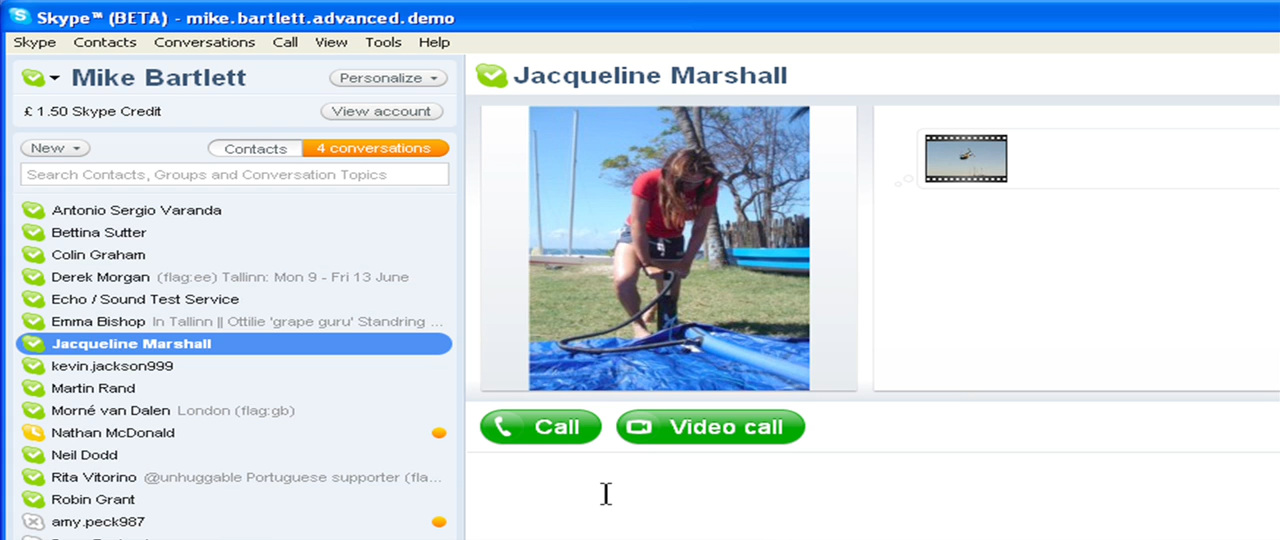 Skype™ (BETA) - mike.bartlett.advanced.demo
Skype Contacts Conversations Call View Tools Help
Mike Bartlett Personalize
£ 1.50 Skype Credit View account
New Contacts 4 conversations
Search Contacts, Groups and Conversation Topics
Antonio Sergio Varanda
Bettina Sutter
Colin Graham
Derek Morgan (flag:ee) Tallinn: Mon 9 - Fri 13 June
Echo / Sound Test Service
Emma Bishop In Tallinn || Ottilie 'grape guru' Standring ...
Jacqueline Marshall
kevin.jackson999
Martin Rand
Morné van Dalen London (flag:gb)
Nathan McDonald
Neil Dodd
Rita Vitorino @unhuggable Portuguese supporter (fla...
Robin Grant
amy.peck987
Jacqueline Marshall
Call Video call